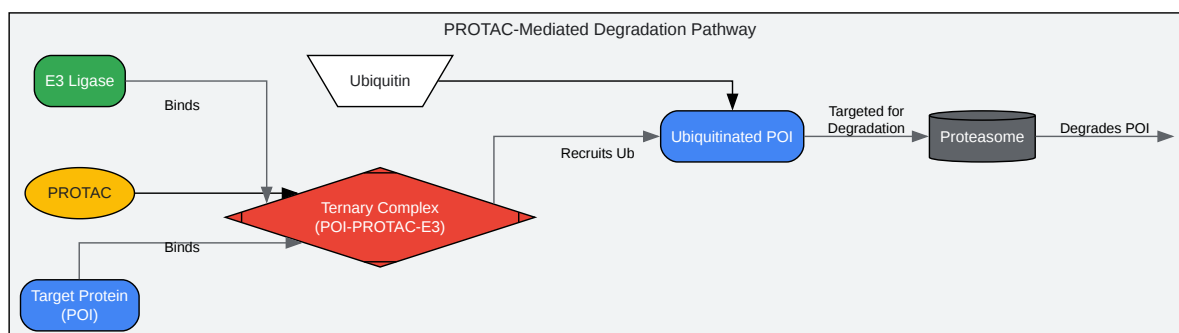 PROTAC-Mediated Degradation Pathway
E3 Ligase
Binds
Ubiquitin
PROTAC
Ternary Complex
(POI-PROTAC-E3)
Binds
Target Protein
(POI)
Recruits Ub
Ubiquitinated POI
Targeted for
Degradation
Proteasome
Degrades POI